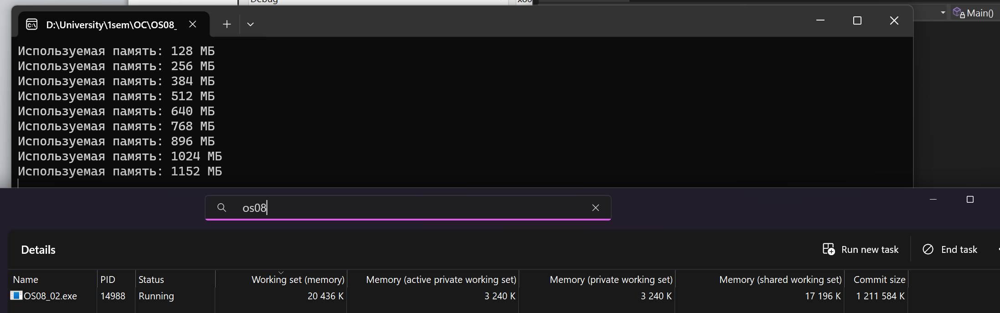 Debug
x86
D:\University\1sem\OC\OS08_
Main()
Используемая память: 128 МБ
Используемая память: 256 МБ
Используемая память: 384 МБ
Используемая память: 512 МБ
Используемая память: 640 МБ
Используемая память: 768 МБ
Используемая память: 896 МБ
Используемая память: 1024 МБ
Используемая память: 1152 МБ
os08
Details
Run new task
End task
Name PID Status Working set (memory) Memory (active private working set) Memory (private working set) Memory (shared working set) Commit size
OS08_02.exe 14988 Running 20 436 K 3 240 K 3 240 K 17 196 K 1 211 584 K